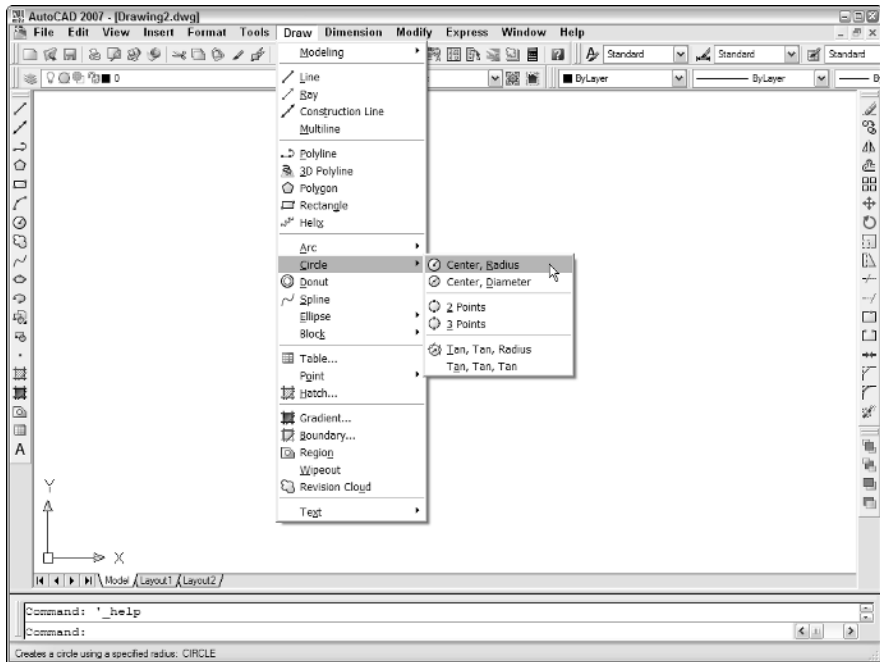 AutoCAD 2007 - [Drawing2.dwg]
File Edit View Insert Format Tools Draw Dimension Modify Express Window Help
Standard Standard Standard
0 ByLayer ByLayer B
Modeling
Line
Ray
Construction Line
Multiline
Polyline
3D Polyline
Polygon
Rectangle
Helix
Arc
Circle
Center, Radius
Center, Diameter
2 Points
3 Points
Tan, Tan, Radius
Tan, Tan, Tan
Donut
Spline
Ellipse
Block
Table...
Point
Hatch...
Gradient...
Boundary...
Region
Wipeout
Revision Cloud
Text
A
Y
X
Model Layout1 Layout2
Command: '_help
Command:
Creates a circle using a specified radius: CIRCLE